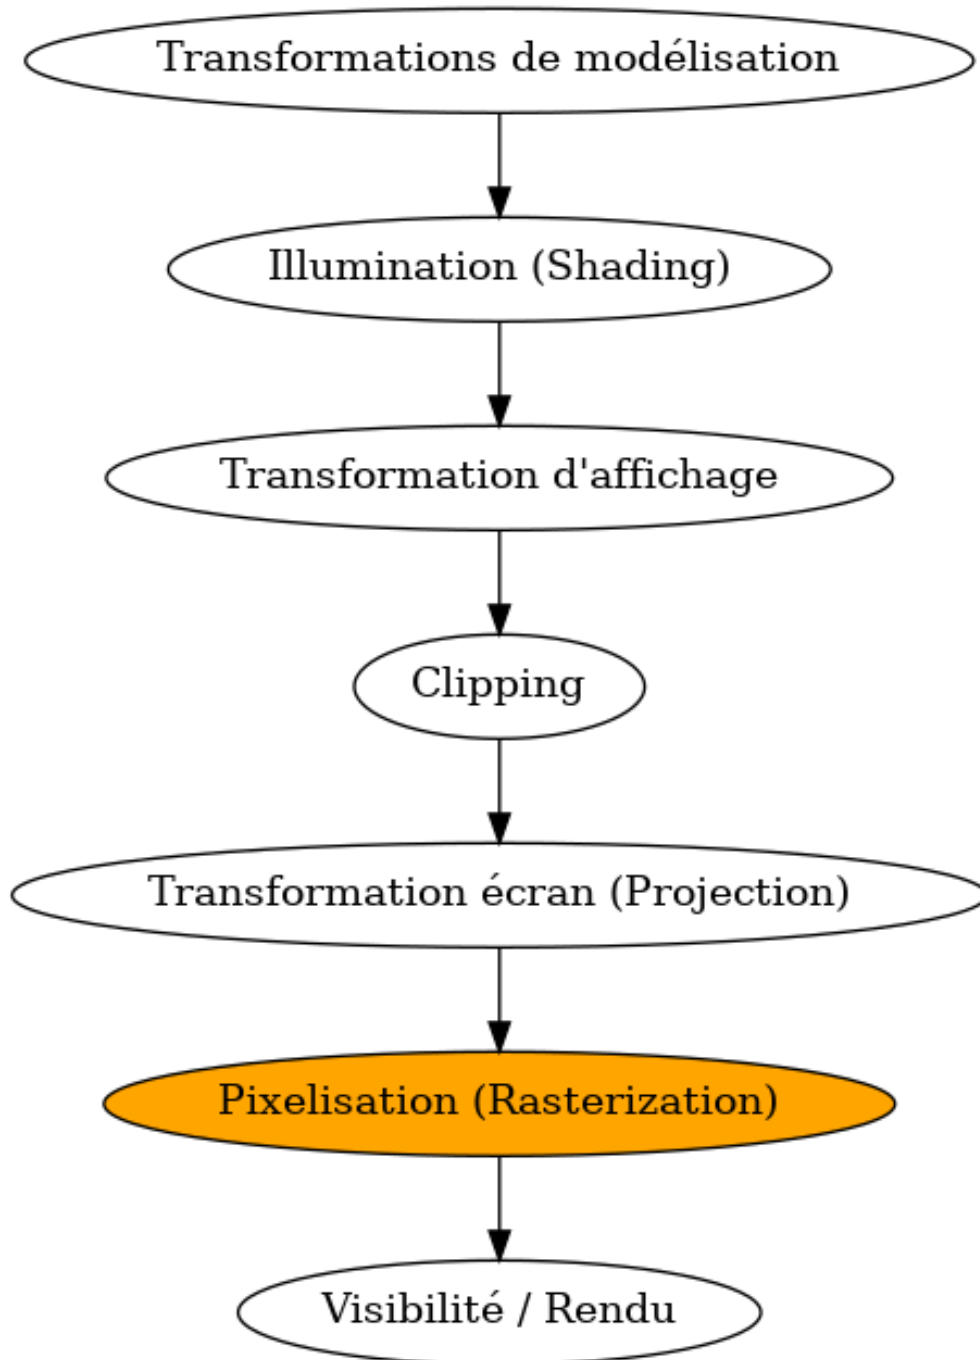 Transformations de modélisation
Illumination (Shading)
Transformation d'affichage
Clipping
Transformation écran (Projection)
Pixelisation (Rasterization)
Visibilité / Rendu